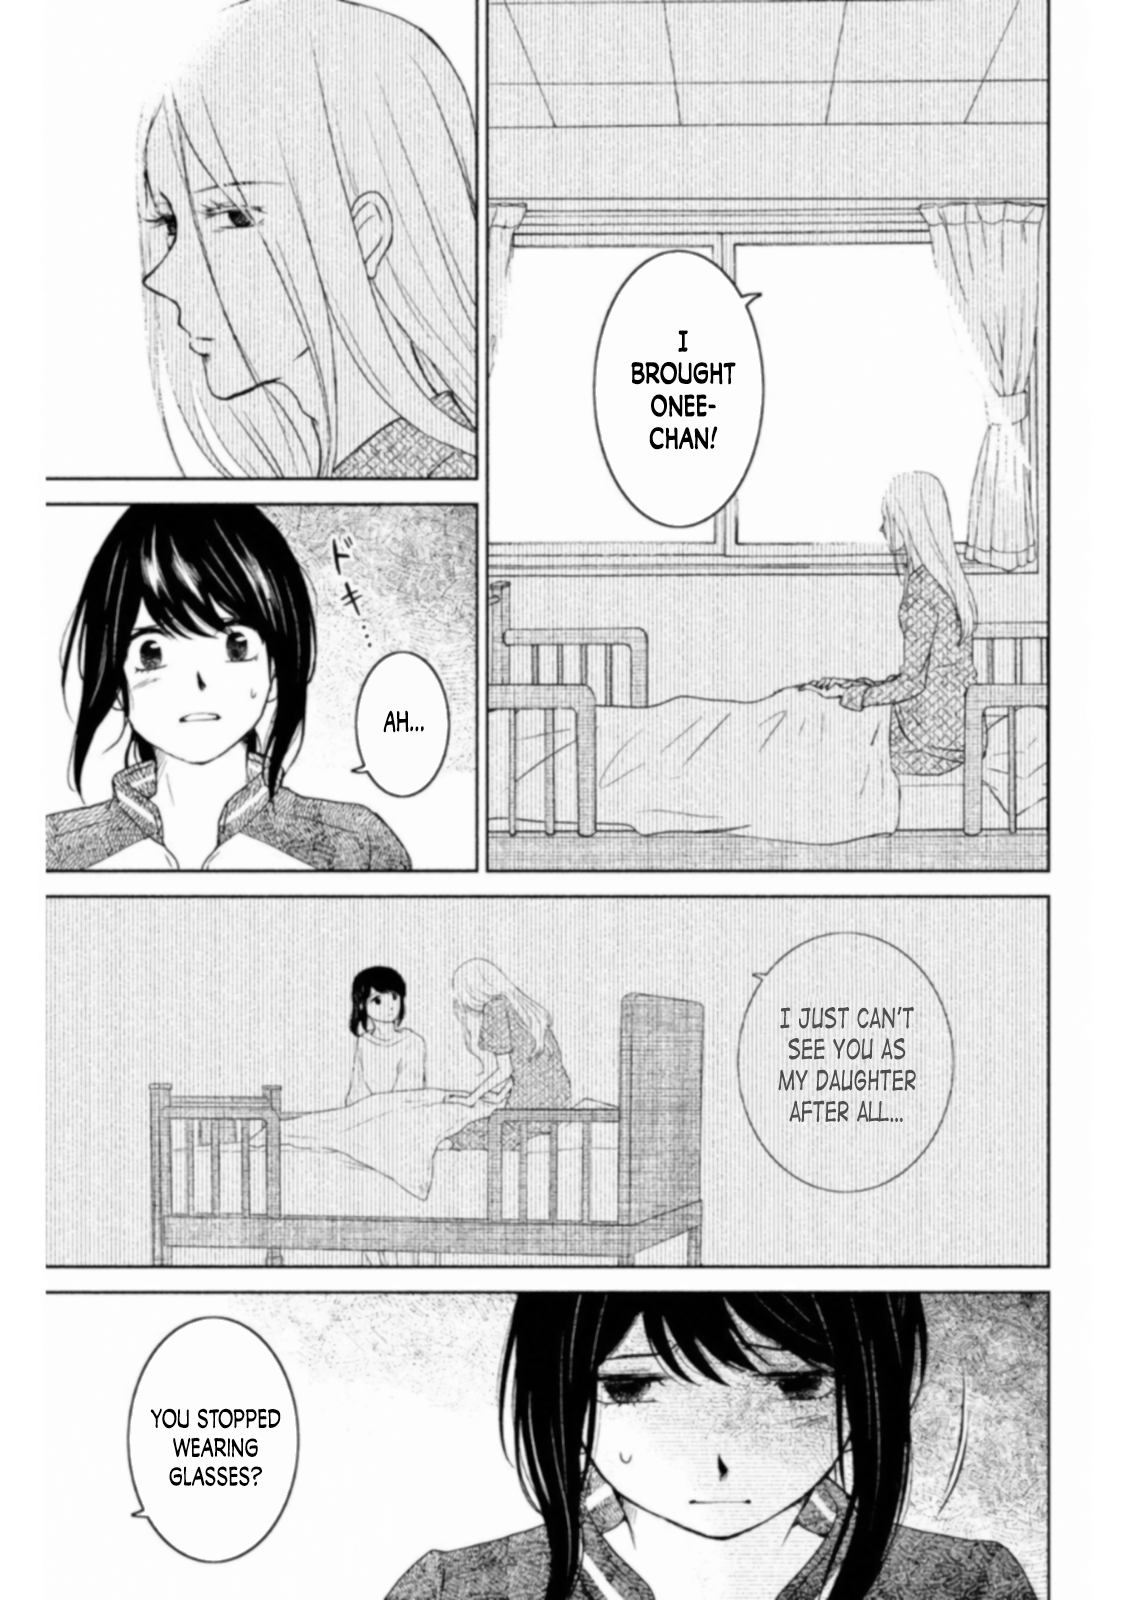 I
BROUGHT
ONEE-
CHAN!
ドキ…
AH...
I JUST CAN'T
SEE YOU AS
MY DAUGHTER
AFTER ALL...
YOU STOPPED
WEARING
GLASSES?